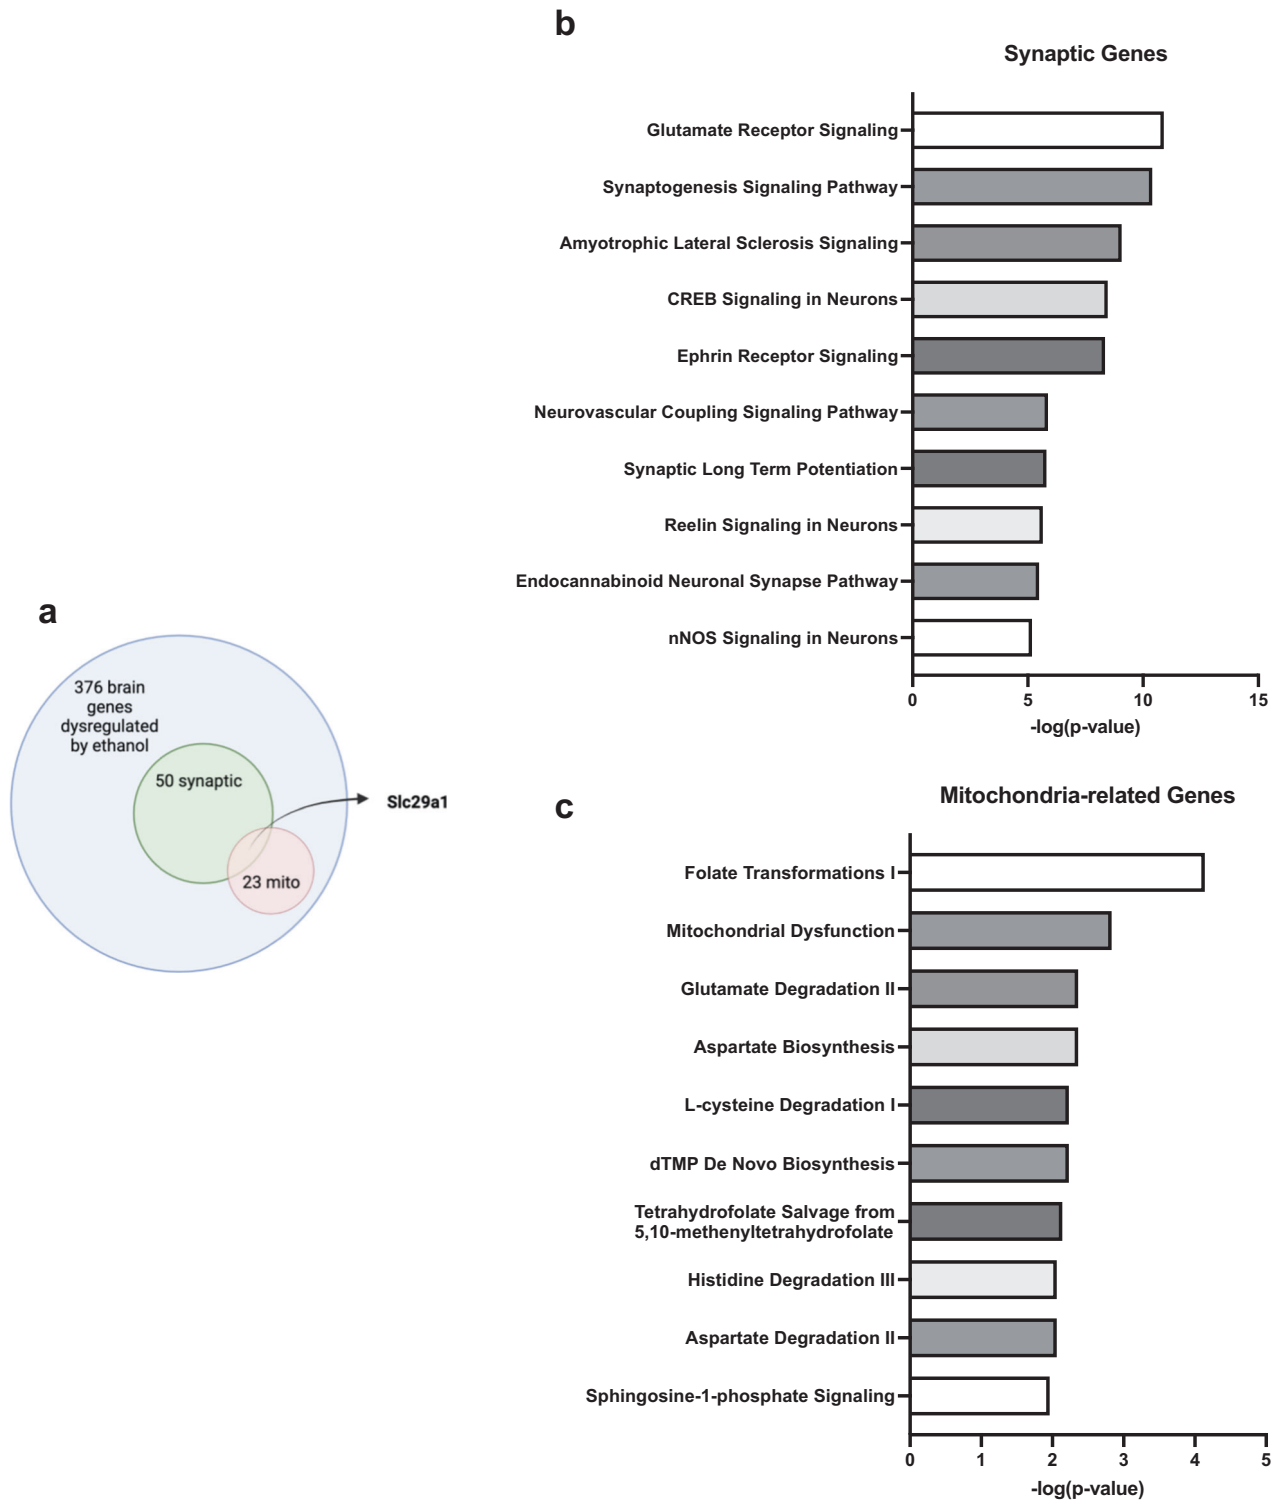 a
376 brain
genes
dysregulated
by ethanol
50 synaptic
23 mito
Slc29a1
b
Synaptic Genes
Glutamate Receptor Signaling
Synaptogenesis Signaling Pathway
Amyotrophic Lateral Sclerosis Signaling
CREB Signaling in Neurons
Ephrin Receptor Signaling
Neurovascular Coupling Signaling Pathway
Synaptic Long Term Potentiation
Reelin Signaling in Neurons
Endocannabinoid Neuronal Synapse Pathway
nNOS Signaling in Neurons
0 5 10 15
-log(p-value)
c
Mitochondria-related Genes
Folate Transformations I
Mitochondrial Dysfunction
Glutamate Degradation II
Aspartate Biosynthesis
L-cysteine Degradation I
dTMP De Novo Biosynthesis
Tetrahydrofolate Salvage from
5,10-methenyltetrahydrofolate
Histidine Degradation III
Aspartate Degradation II
Sphingosine-1-phosphate Signaling
0 1 2 3 4 5
-log(p-value)